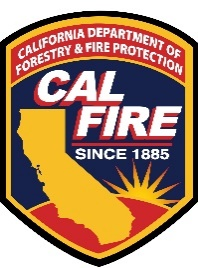 CALIFORNIA DEPARTMENT OF
FORESTRY & FIRE PROTECTION
CAL
FIRE
SINCE 1885